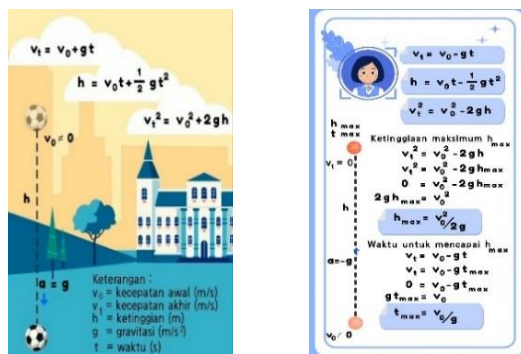 vₜ = v₀+gt
h = v₀t+½ gt²
vₜ² = v₀²+2gh
v₀≠ 0
h
a = g
Keterangan :
v₀ = kecepatan awal (m/s)
vₜ = kecepatan akhir (m/s)
h = ketinggian (m)
g = gravitasi (m/s²)
t = waktu (s)
vₜ = v₀-gt
h = v₀t-½ gt²
vₜ² = v₀²-2gh
h max
t max
vₜ = 0
h
a=-g
v₀≠ 0
Ketinggiaan maksimum hₘₐₓ
vₜ² = v₀²-2gh
vₜ² = v₀²-2ghₘₐₓ
0 = v₀²-2ghₘₐₓ
2ghₘₐₓ= v₀²
hₘₐₓ= v₀²/2g
Waktu untuk mencapai hₘₐₓ
vₜ = v₀-gt
vₜ = v₀-gtₘₐₓ
0 = v₀-gtₘₐₓ
gtₘₐₓ= v₀
tₘₐₓ= v₀/g